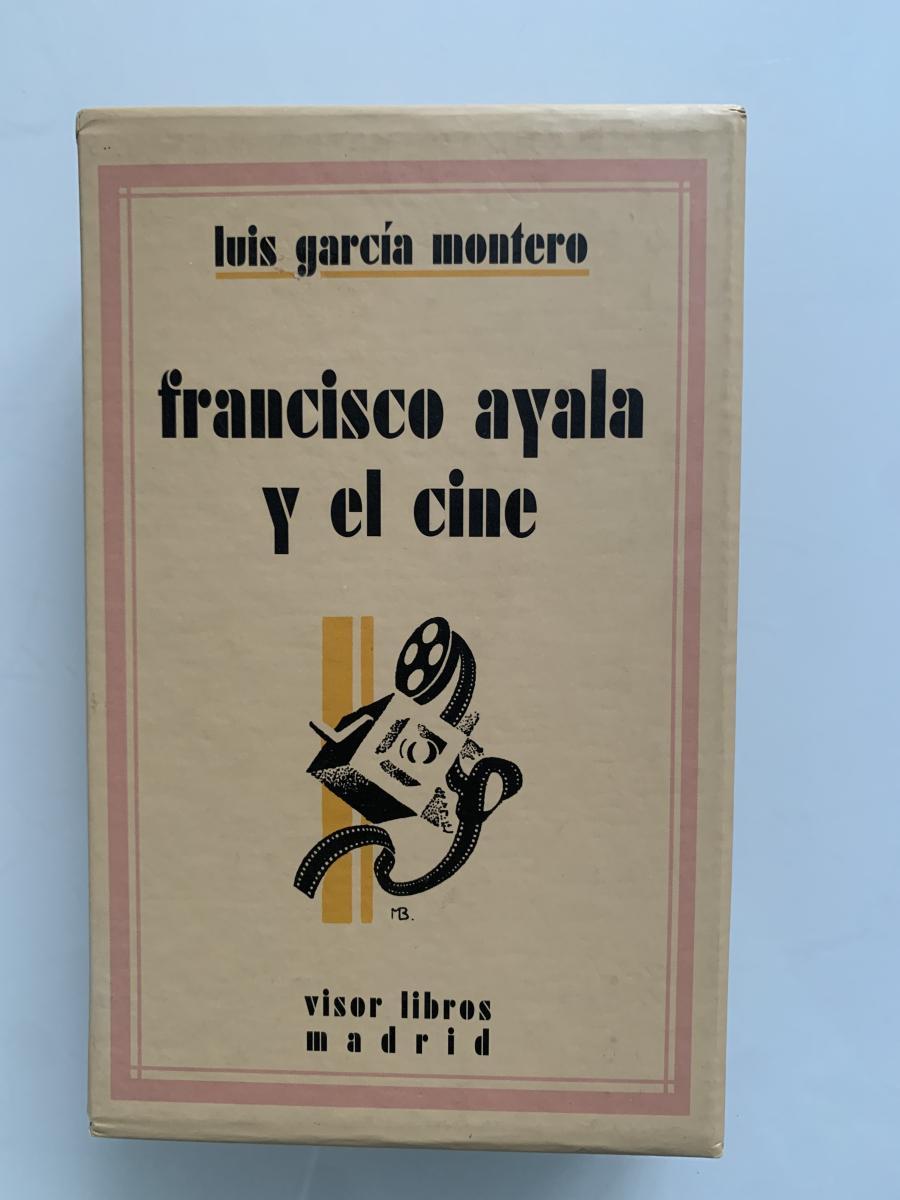 luis garcía montero
francisco ayala
y el cine
MB.
visor libros
madrid